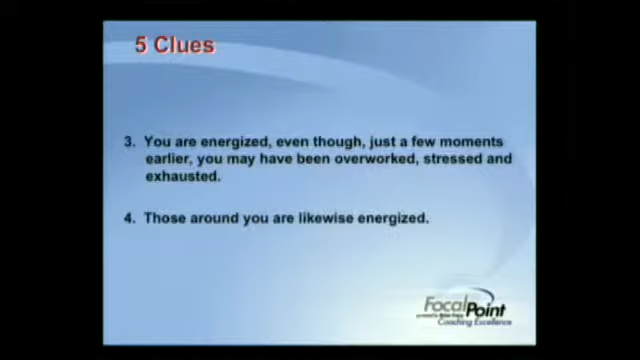 5 Clues
3. You are energized, even though, just a few moments
earlier, you may have been overworked, stressed and
exhausted.
4. Those around you are likewise energized.
FocalPoint
Coaching Excellence